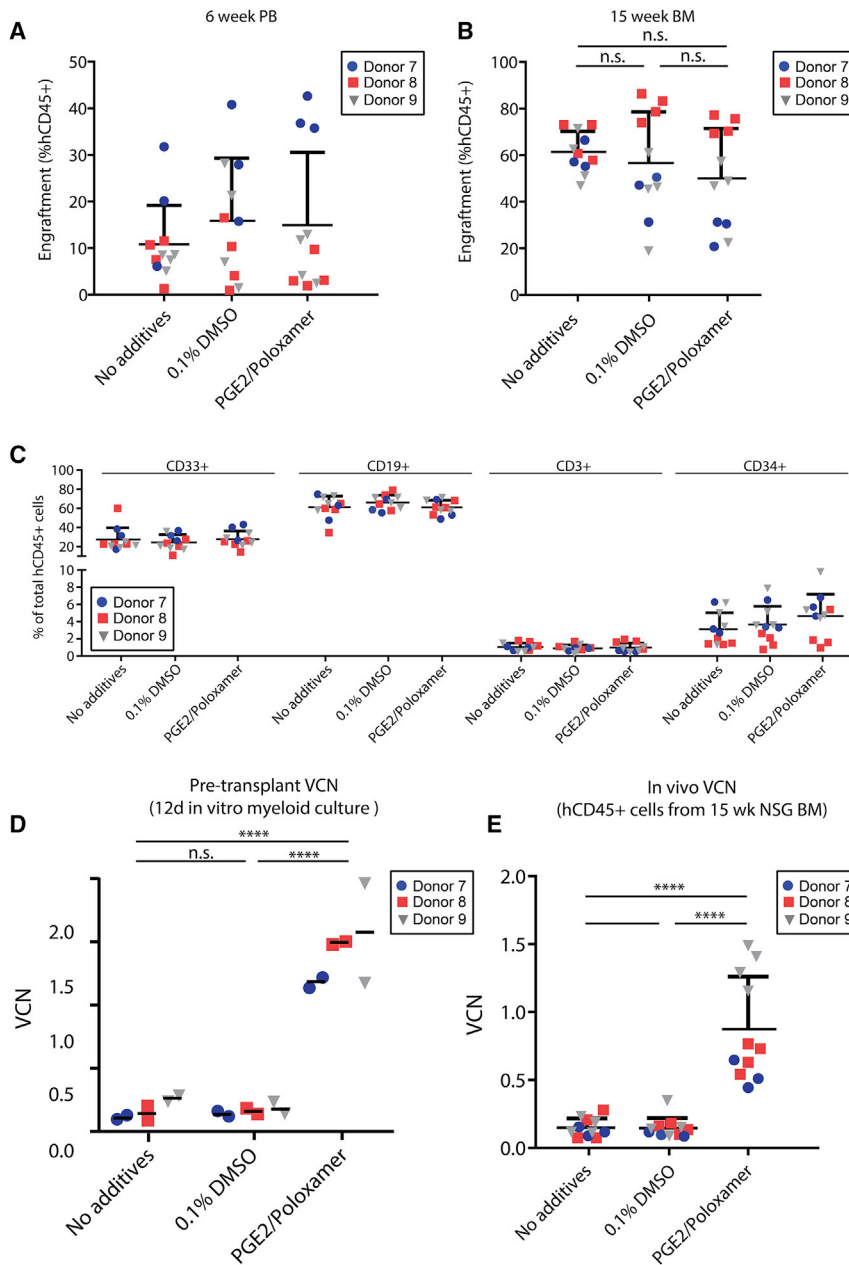 A
6 week PB
Engraftment (%hCD45+)
50
40
30
20
10
0
Donor 7
Donor 8
Donor 9
No additives
0.1% DMSO
PGE2/Poloxamer
B
15 week BM
n.s.
n.s.
n.s.
Engraftment (%hCD45+)
100
80
60
40
20
0
Donor 7
Donor 8
Donor 9
No additives
0.1% DMSO
PGE2/Poloxamer
C
CD33+
CD19+
CD3+
CD34+
% of total hCD45+ cells
100
80
60
40
20
10
8
6
4
2
0
Donor 7
Donor 8
Donor 9
No additives
0.1% DMSO
PGE2/Poloxamer
No additives
0.1% DMSO
PGE2/Poloxamer
No additives
0.1% DMSO
PGE2/Poloxamer
No additives
0.1% DMSO
PGE2/Poloxamer
D
Pre-transplant VCN
(12d in vitro myeloid culture )
****
n.s.
****
VCN
2.0
1.5
1.0
0.5
0.0
Donor 7
Donor 8
Donor 9
No additives
0.1% DMSO
PGE2/Poloxamer
E
In vivo VCN
(hCD45+ cells from 15 wk NSG BM)
****
****
VCN
2.0
1.5
1.0
0.5
0.0
Donor 7
Donor 8
Donor 9
No additives
0.1% DMSO
PGE2/Poloxamer